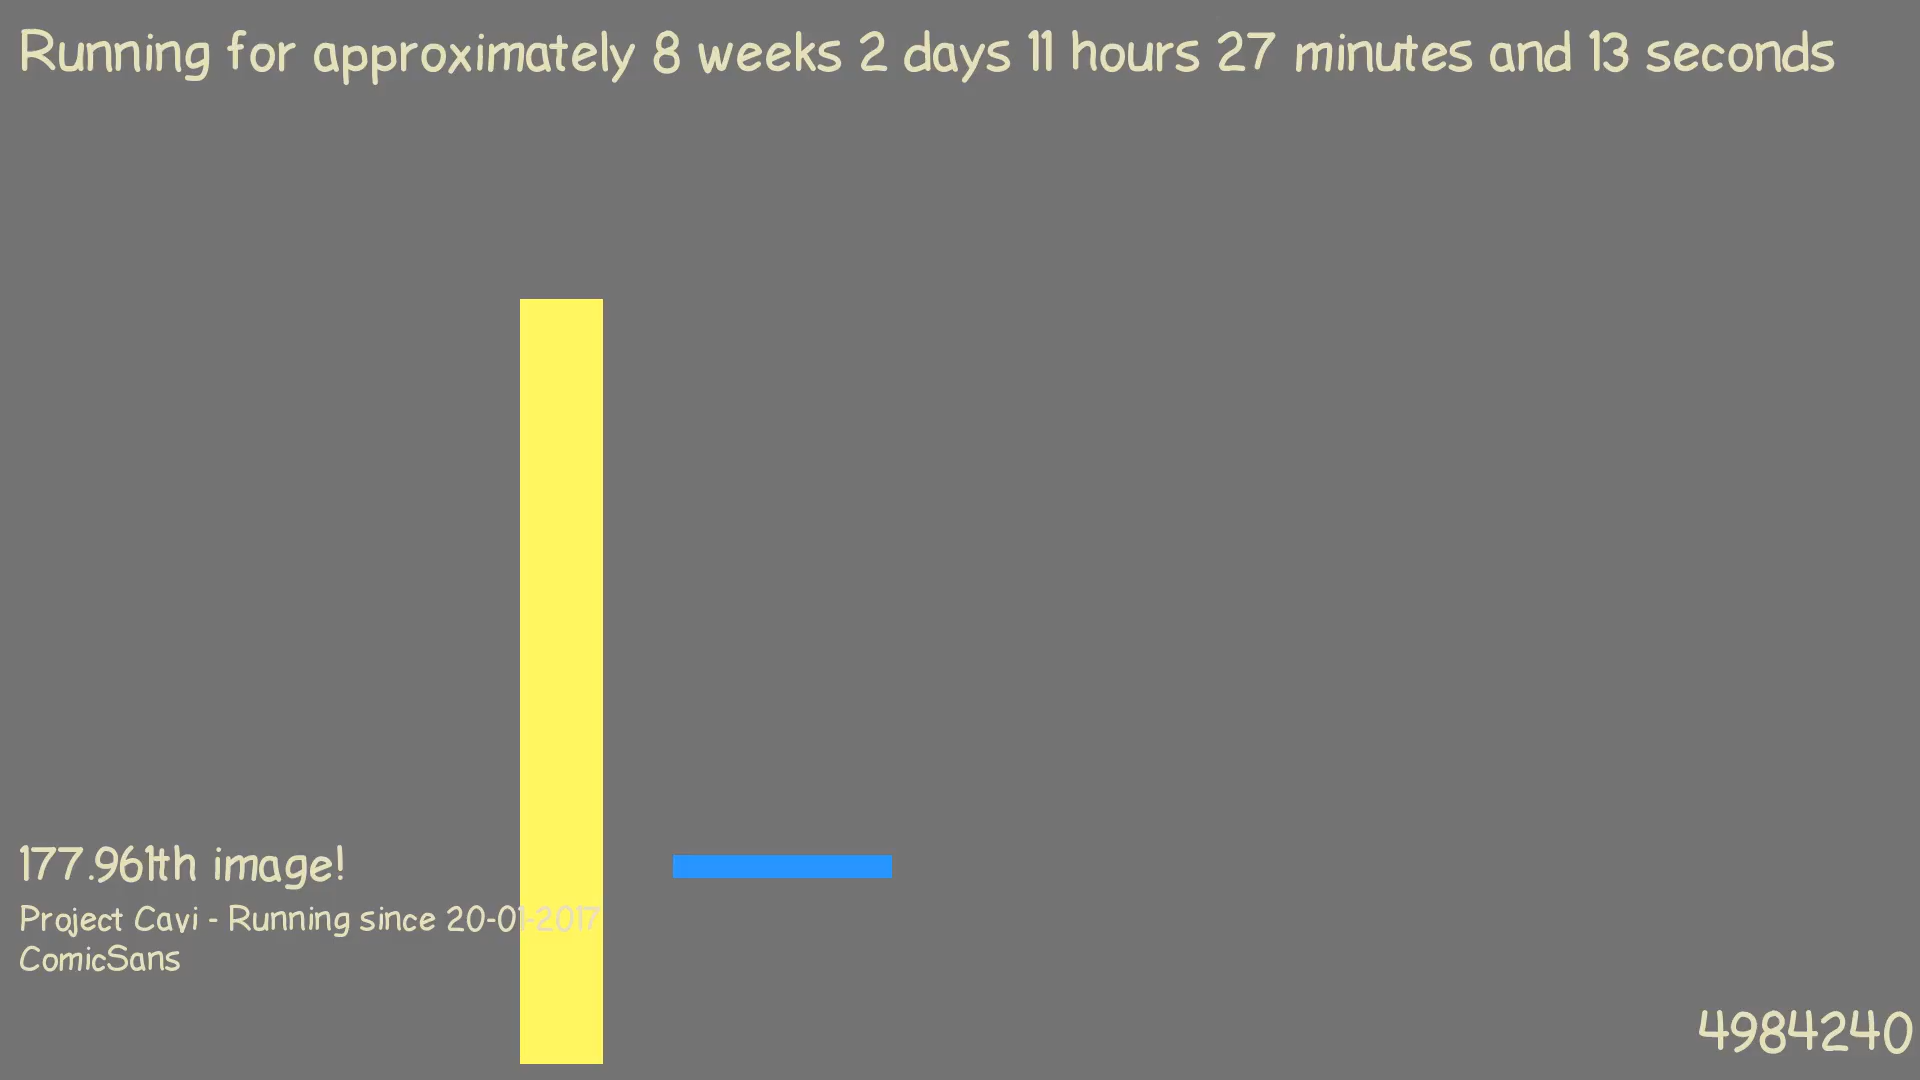 Running for approximately 8 weeks 2 days 11 hours 27 minutes and 13 seconds
177.961th image!
Project Cavi - Running since 20-01-2017
ComicSans
4984240